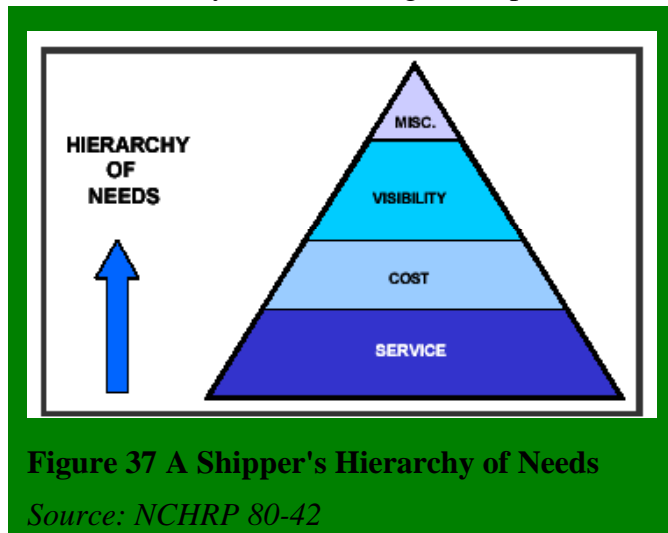 HIERARCHY
OF
NEEDS
MISC.
VISIBILITY
COST
SERVICE
Figure 37 A Shipper's Hierarchy of Needs
Source: NCHRP 80-42